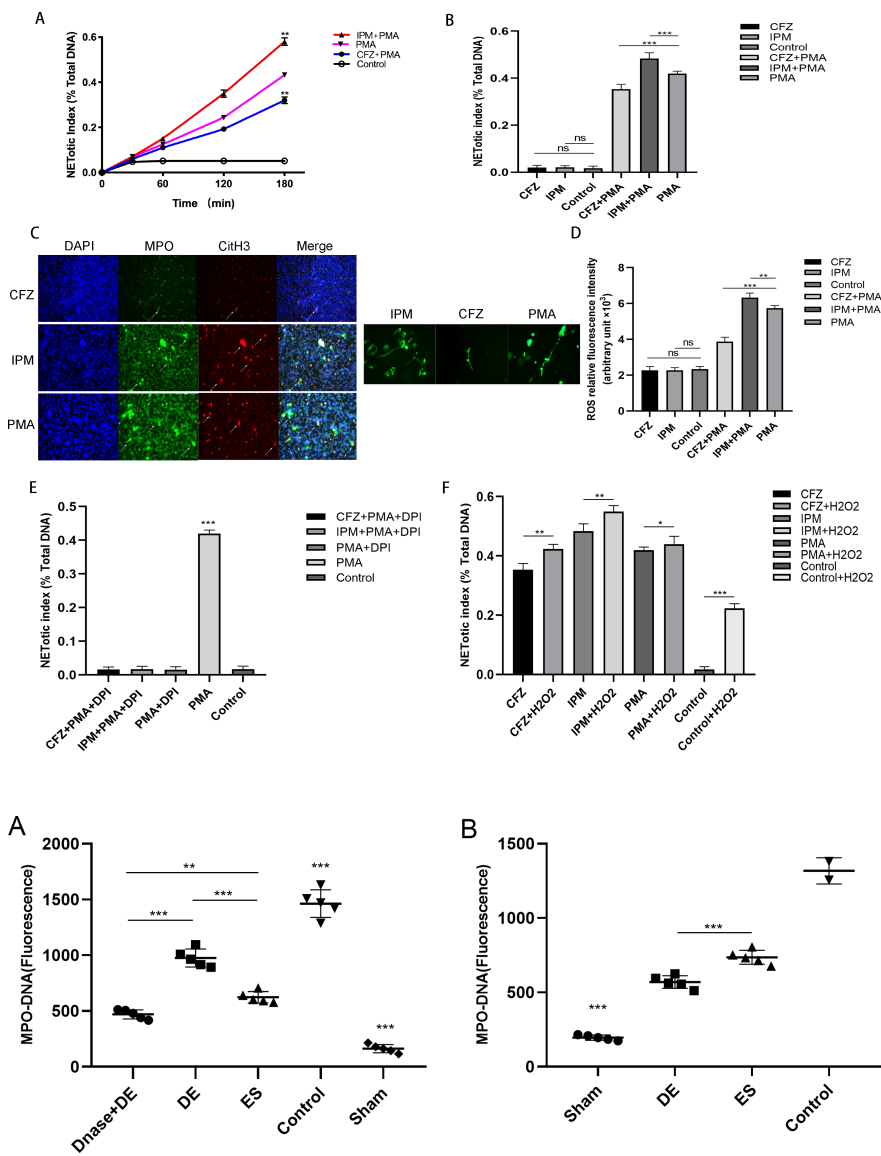 A
NETotic Index (% Total DNA)
0.6
0.4
0.2
0.0
0
60
120
180
Time (min)
**
**
IPM+PMA
PMA
CFZ+PMA
Control
B
NETotic Index (% Total DNA)
0.6
0.4
0.2
0.0
ns
ns
***
***
CFZ
IPM
Control
CFZ+PMA
IPM+PMA
PMA
CFZ
IPM
Control
CFZ+PMA
IPM+PMA
PMA
C
DAPI MPO CitH3 Merge
CFZ
IPM
PMA
IPM CFZ PMA
D
ROS relative fluorescence intensity
(arbitrary unit ×10³)
8
6
4
2
0
ns
ns
***
**
CFZ
IPM
Control
CFZ+PMA
IPM+PMA
PMA
CFZ
IPM
Control
CFZ+PMA
IPM+PMA
PMA
E
NETotic index (% Total DNA)
0.5
0.4
0.3
0.2
0.1
0.0
***
CFZ+PMA+DPI
IPM+PMA+DPI
PMA+DPI
PMA
Control
CFZ+PMA+DPI
IPM+PMA+DPI
PMA+DPI
PMA
Control
F
NETotic index (% Total DNA)
0.6
0.4
0.2
0.0
**
**
*
***
CFZ
CFZ+H2O2
IPM
IPM+H2O2
PMA
PMA+H2O2
Control
Control+H2O2
CFZ
CFZ+H2O2
IPM
IPM+H2O2
PMA
PMA+H2O2
Control
Control+H2O2
A
MPO-DNA(Fluorescence)
2000
1500
1000
500
0
**
***
***
***
***
Dnase+DE
DE
ES
Control
Sham
B
MPO-DNA(Fluorescence)
1500
1000
500
0
***
***
Sham
DE
ES
Control